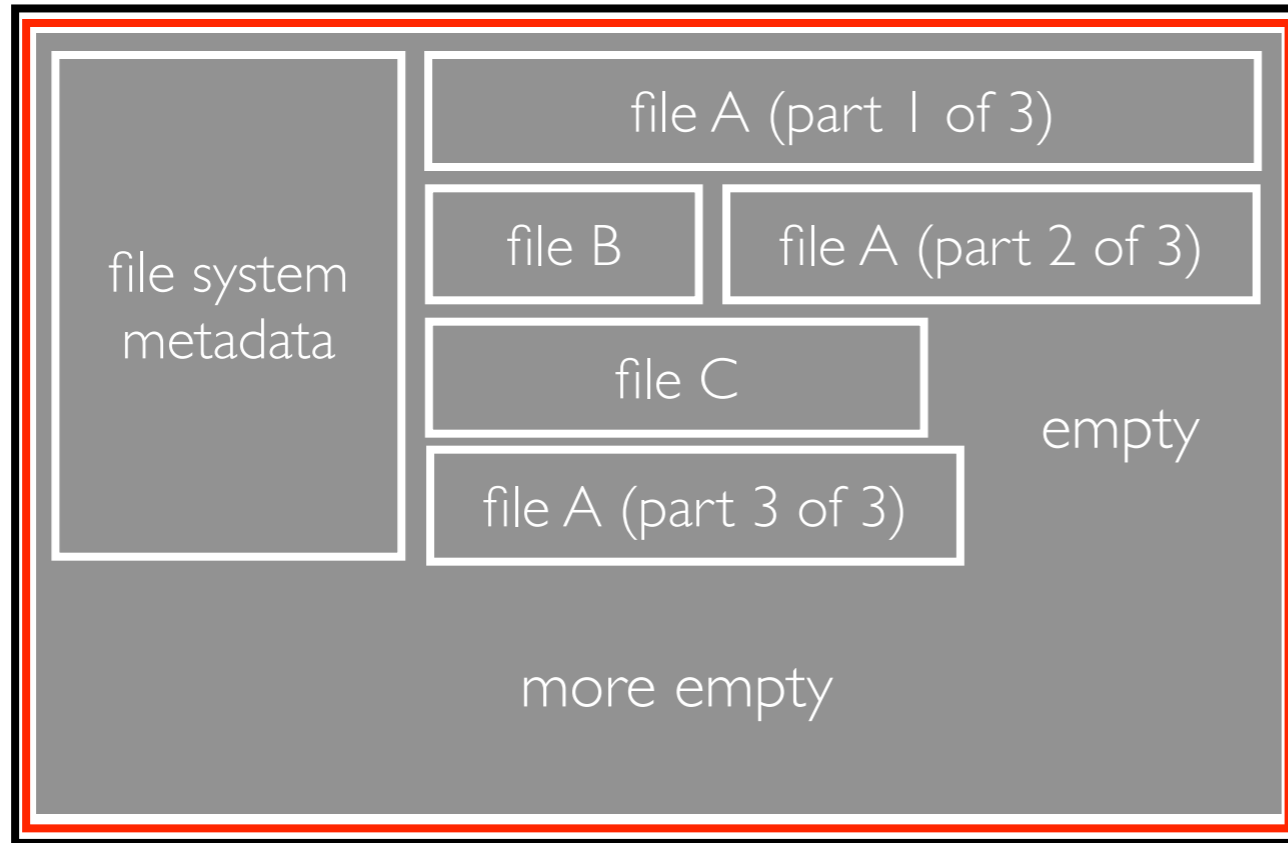 file system
metadata
file A (part 1 of 3)
file B
file A (part 2 of 3)
file C
empty
file A (part 3 of 3)
more empty